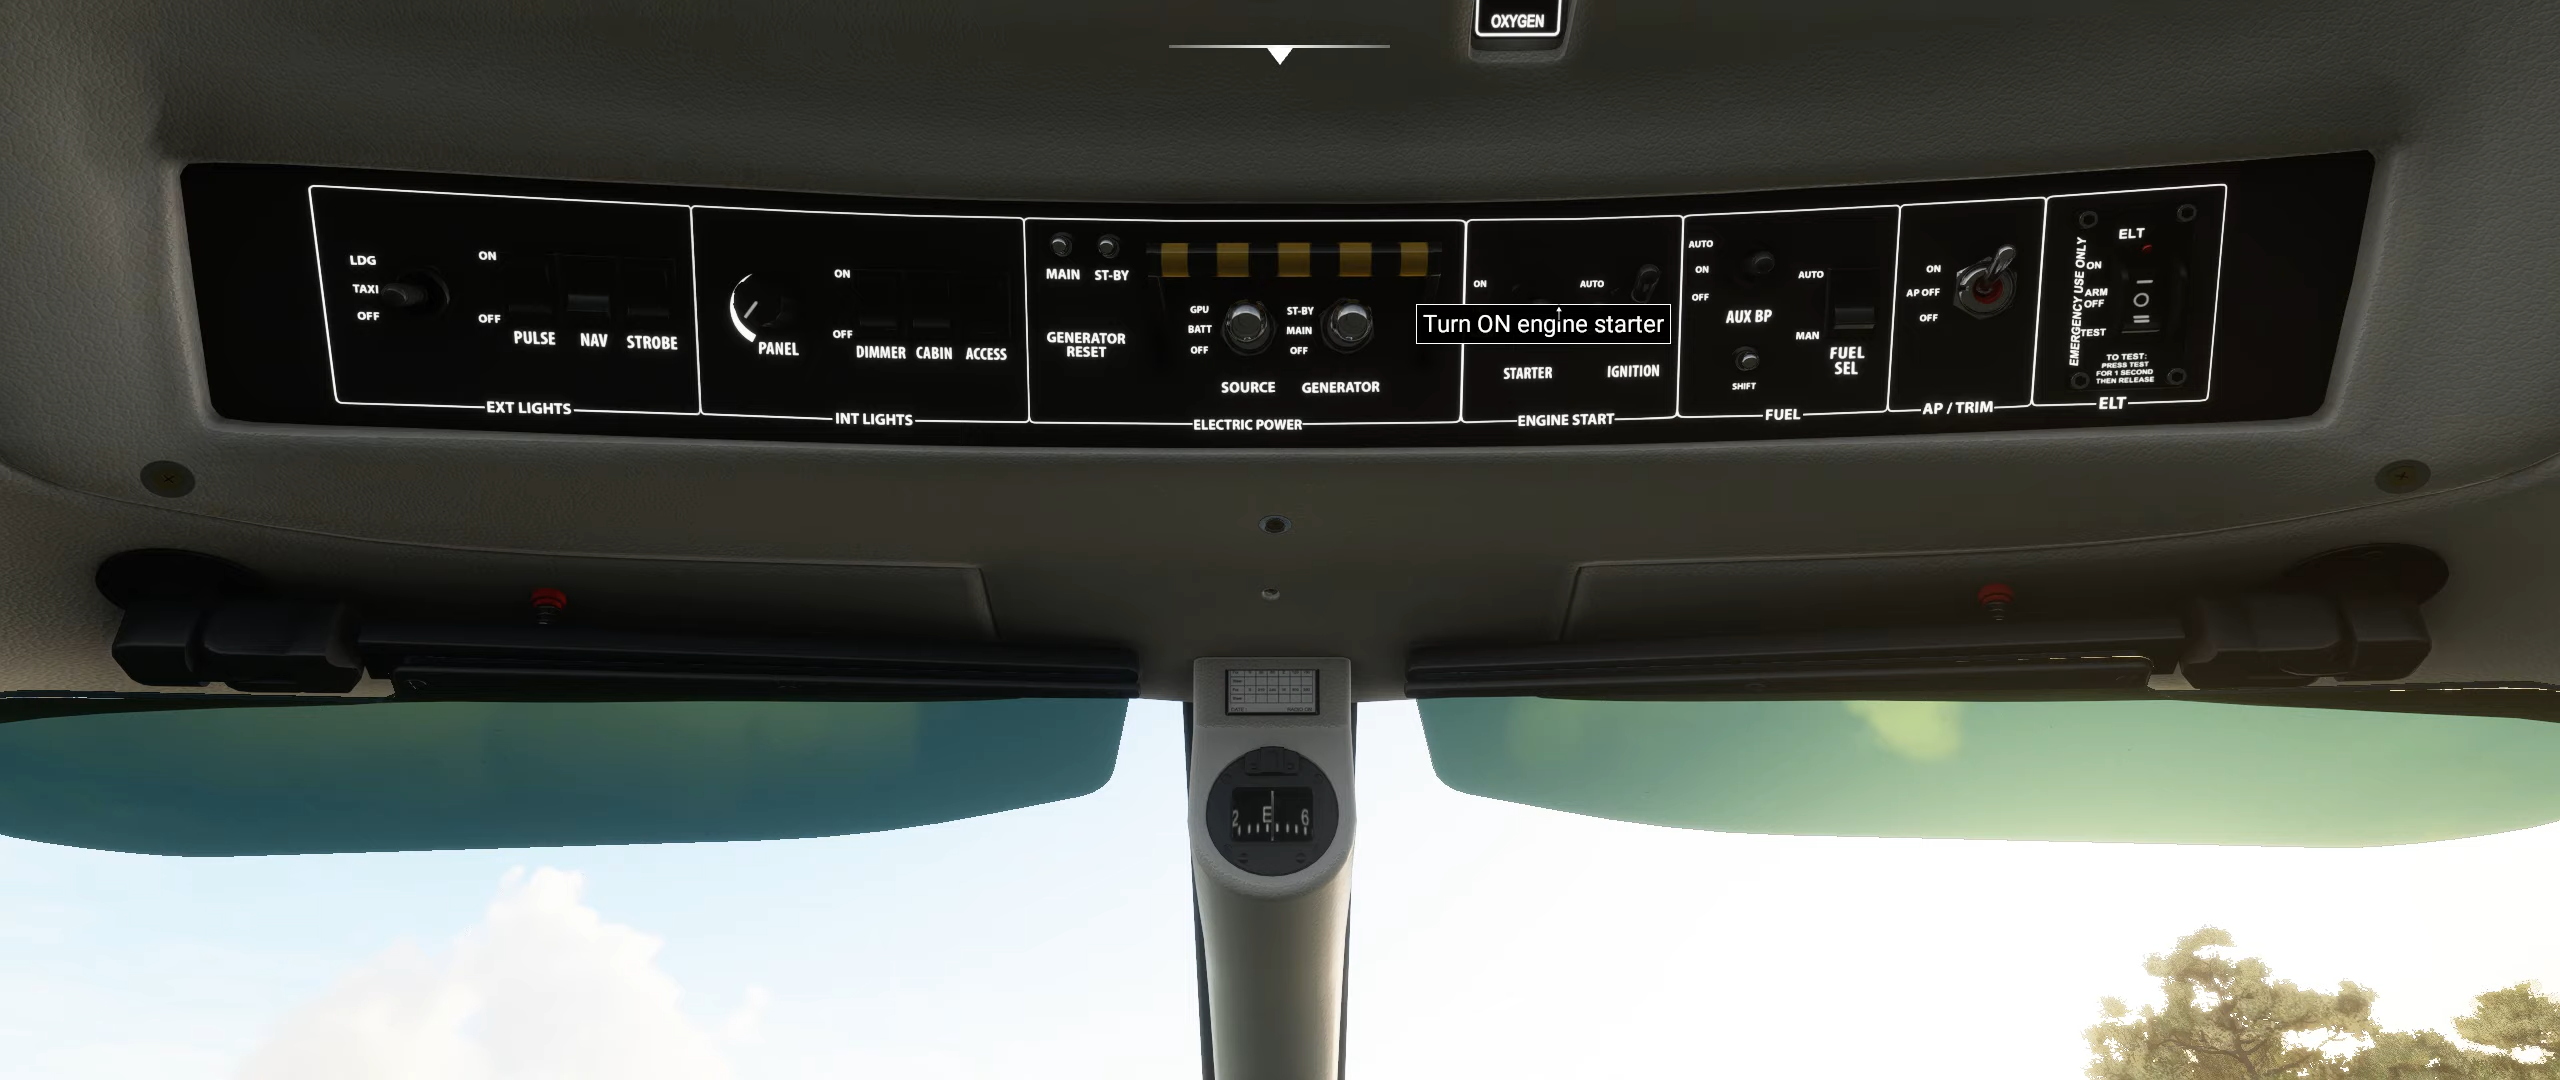 OXYGEN
LDG
TAXI
OFF
ON
OFF
PULSE
NAV
STROBE
EXT LIGHTS
PANEL
ON
OFF
DIMMER
CABIN
ACCESS
INT LIGHTS
MAIN
ST-BY
GENERATOR
RESET
GPU
BATT
OFF
SOURCE
ST-BY
MAIN
OFF
GENERATOR
ELECTRIC POWER
ON
AUTO
Turn ON engine starter
STARTER
IGNITION
ENGINE START
AUTO
ON
OFF
AUX BP
SHIFT
AUTO
MAN
FUEL
SEL
FUEL
ON
AP OFF
OFF
AP / TRIM
EMERGENCY USE ONLY
ELT
ON
ARM
OFF
TEST
TO TEST:
PRESS TEST
FOR 1 SECOND
THEN RELEASE
ELT
2 E 6